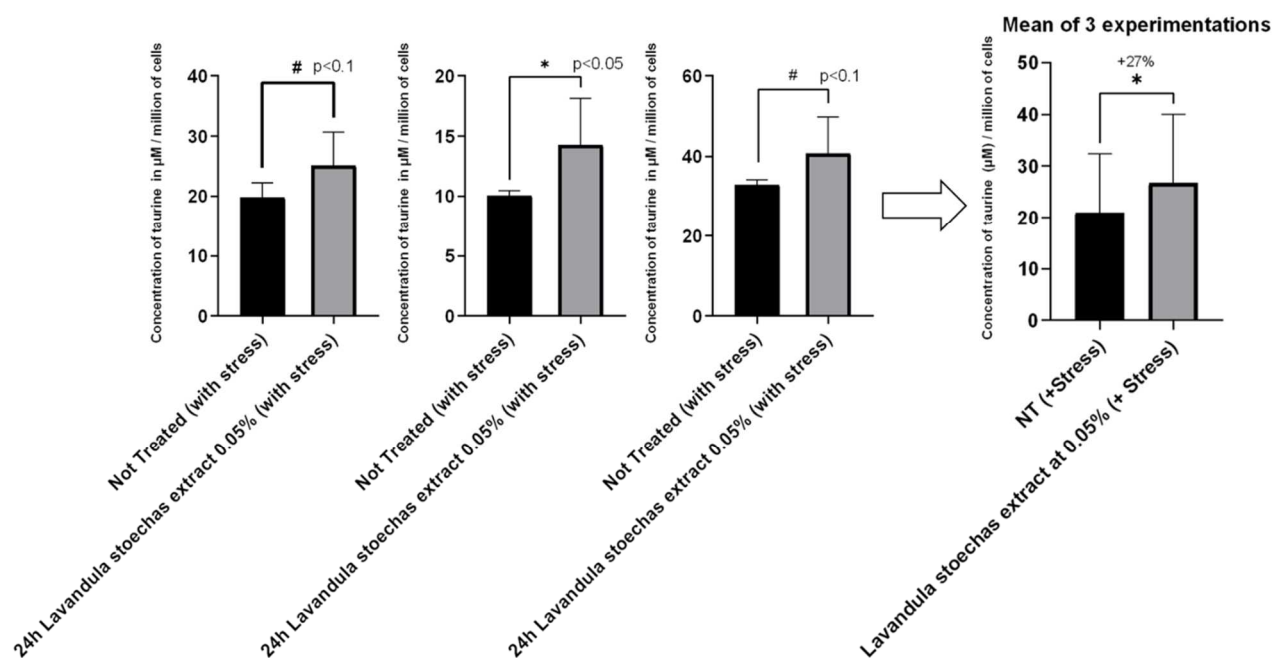 Mean of 3 experimentations
Concentration of taurine in µM / million of cells
40
30
20
10
0
# p<0.1
Not Treated (with stress)
24h Lavandula stoechas extract 0.05% (with stress)
Concentration of taurine in µM / million of cells
20
15
10
5
0
* p<0.05
Not Treated (with stress)
24h Lavandula stoechas extract 0.05% (with stress)
Concentration of taurine in µM / million of cells
60
40
20
0
# p<0.1
Not Treated (with stress)
24h Lavandula stoechas extract 0.05% (with stress)
Concentration of taurine (µM) / million of cells
50
40
30
20
10
0
+27%
*
NT (+Stress)
Lavandula stoechas extract at 0.05% (+ Stress)